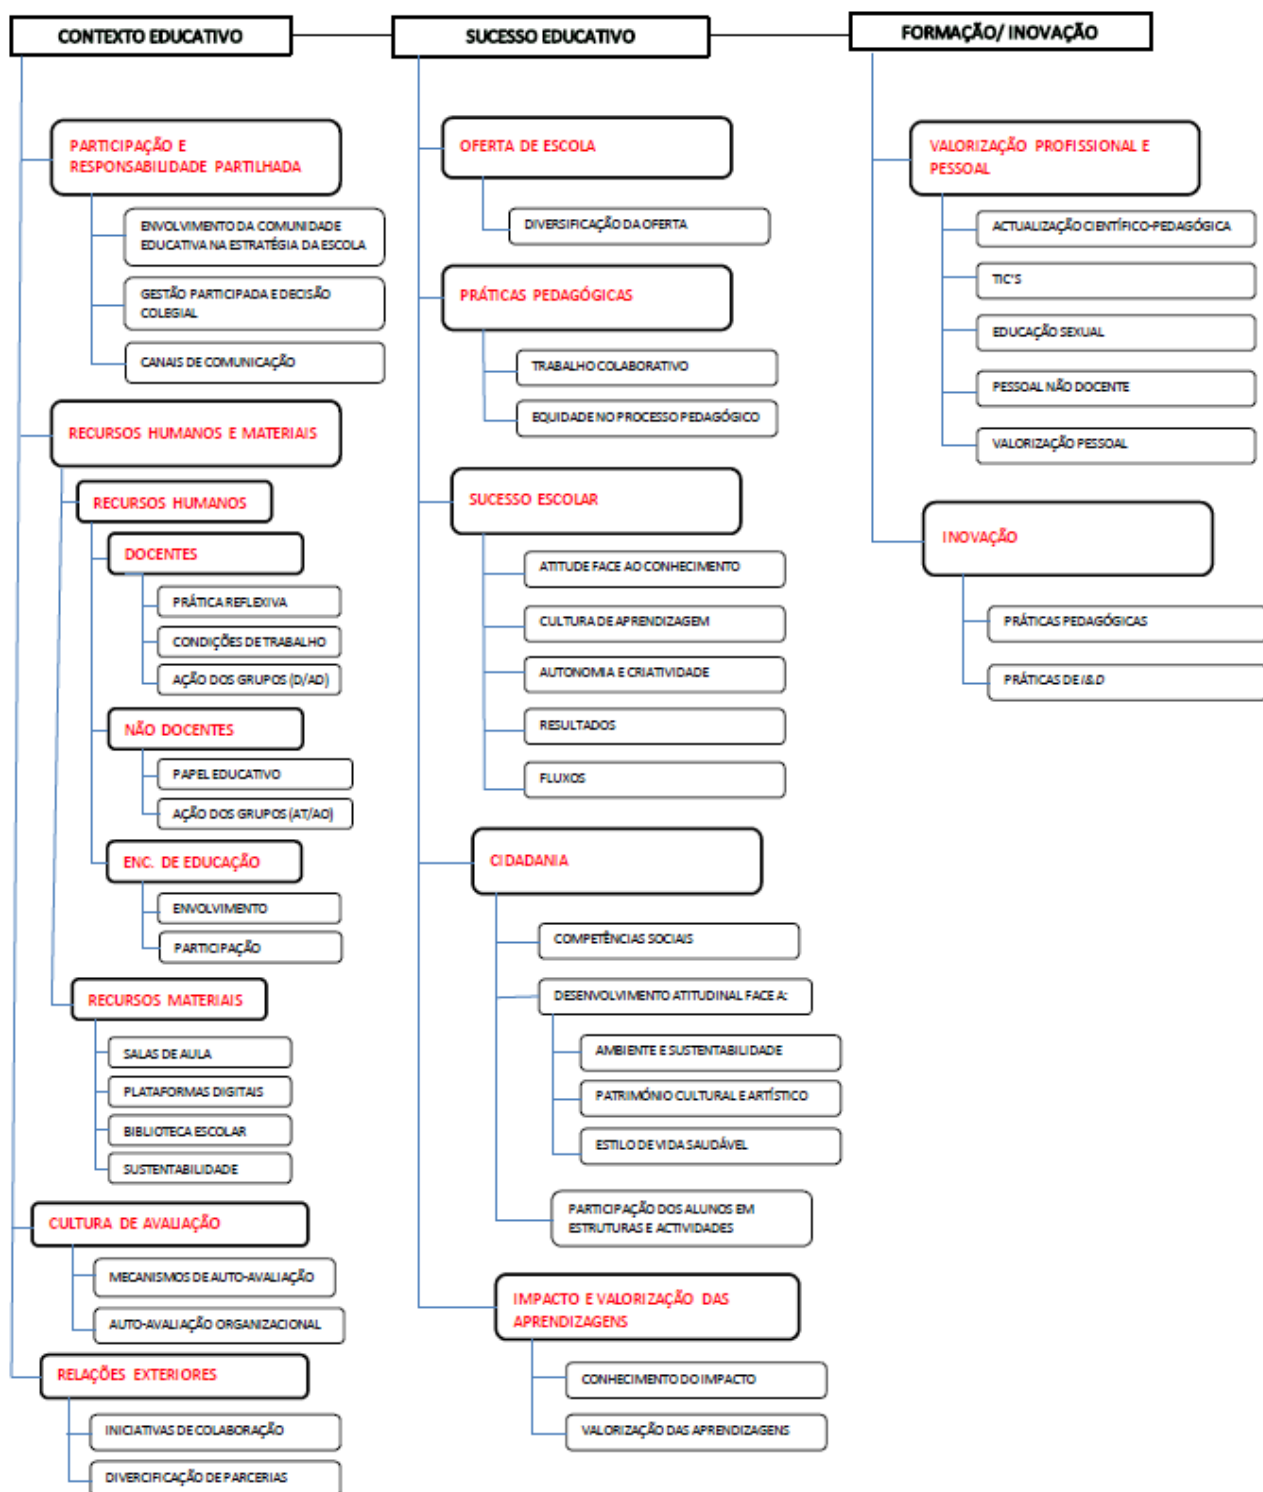 CONTEXTO EDUCATIVO
PARTICIPAÇÃO E
RESPONSABILIDADE PARTILHADA
ENVOLVIMENTO DA COMUNIDADE
EDUCATIVA NA ESTRATÉGIA DA ESCOLA
GESTÃO PARTICIPADA E DECISÃO
COLEGIAL
CANAIS DE COMUNICAÇÃO
RECURSOS HUMANOS E MATERIAIS
RECURSOS HUMANOS
DOCENTES
PRÁTICA REFLEXIVA
CONDIÇÕES DE TRABALHO
AÇÃO DOS GRUPOS (D/AD)
NÃO DOCENTES
PAPEL EDUCATIVO
AÇÃO DOS GRUPOS (AT/AO)
ENC. DE EDUCAÇÃO
ENVOLVIMENTO
PARTICIPAÇÃO
RECURSOS MATERIAIS
SALAS DE AULA
PLATAFORMAS DIGITAIS
BIBLIOTECA ESCOLAR
SUSTENTABILIDADE
CULTURA DE AVALIAÇÃO
MECANISMOS DE AUTO-AVALIAÇÃO
AUTO-AVALIAÇÃO ORGANIZACIONAL
RELAÇÕES EXTERIORES
INICIATIVAS DE COLABORAÇÃO
DIVERCIFICAÇÃO DE PARCERIAS
SUCESSO EDUCATIVO
OFERTA DE ESCOLA
DIVERSIFICAÇÃO DA OFERTA
PRÁTICAS PEDAGÓGICAS
TRABALHO COLABORATIVO
EQUIDADE NO PROCESSO PEDAGÓGICO
SUCESSO ESCOLAR
ATITUDE FACE AO CONHECIMENTO
CULTURA DE APRENDIZAGEM
AUTONOMIA E CRIATIVIDADE
RESULTADOS
FLUXOS
CIDADANIA
COMPETÊNCIAS SOCIAIS
DESENVOLVIMENTO ATITUDINAL FACE A:
AMBIENTE E SUSTENTABILIDADE
PATRIMÓNIO CULTURAL E ARTÍSTICO
ESTILO DE VIDA SAUDÁVEL
PARTICIPAÇÃO DOS ALUNOS EM
ESTRUTURAS E ACTIVIDADES
IMPACTO E VALORIZAÇÃO DAS
APRENDIZAGENS
CONHECIMENTO DO IMPACTO
VALORIZAÇÃO DAS APRENDIZAGENS
FORMAÇÃO/ INOVAÇÃO
VALORIZAÇÃO PROFISSIONAL E
PESSOAL
ACTUALIZAÇÃO CIENTÍFICO-PEDAGÓGICA
TIC'S
EDUCAÇÃO SEXUAL
PESSOAL NÃO DOCENTE
VALORIZAÇÃO PESSOAL
INOVAÇÃO
PRÁTICAS PEDAGÓGICAS
PRÁTICAS DE I&D